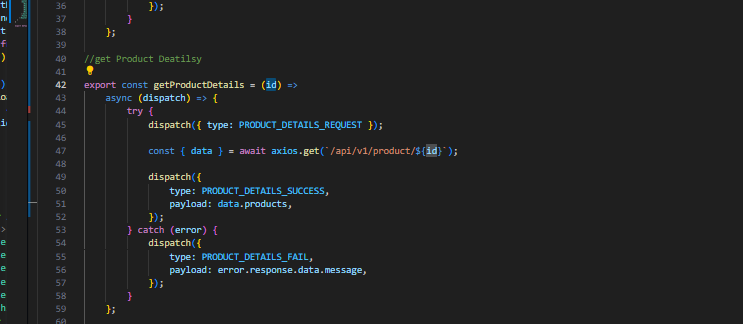 36 });
37 }
38 };
39
40 //get Product Deatilsy
41
42 export const getProductDetails = (id) =>
43 async (dispatch) => {
44 try {
45 dispatch({ type: PRODUCT_DETAILS_REQUEST });
46
47 const { data } = await axios.get(`/api/v1/product/${id}`);
48
49 dispatch({
50 type: PRODUCT_DETAILS_SUCCESS,
51 payload: data.products,
52 });
53 } catch (error) {
54 dispatch({
55 type: PRODUCT_DETAILS_FAIL,
56 payload: error.response.data.message,
57 });
58 }
59 };
60